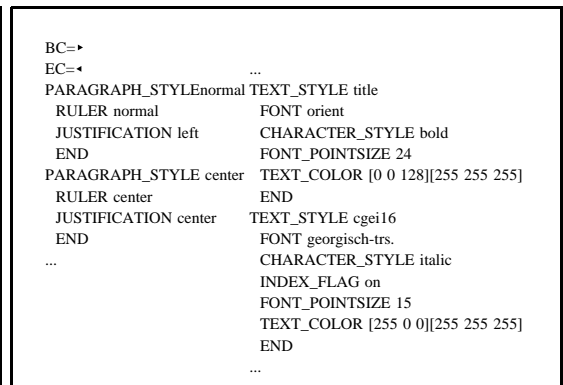 BC=▸
EC=◂
PARAGRAPH_STYLEnormal
RULER normal
JUSTIFICATION left
END
PARAGRAPH_STYLE center
RULER center
JUSTIFICATION center
END
...
...
TEXT_STYLE title
FONT orient
CHARACTER_STYLE bold
FONT_POINTSIZE 24
TEXT_COLOR [0 0 128][255 255 255]
END
TEXT_STYLE cgei16
FONT georgisch-trs.
CHARACTER_STYLE italic
INDEX_FLAG on
FONT_POINTSIZE 15
TEXT_COLOR [255 0 0][255 255 255]
END
...